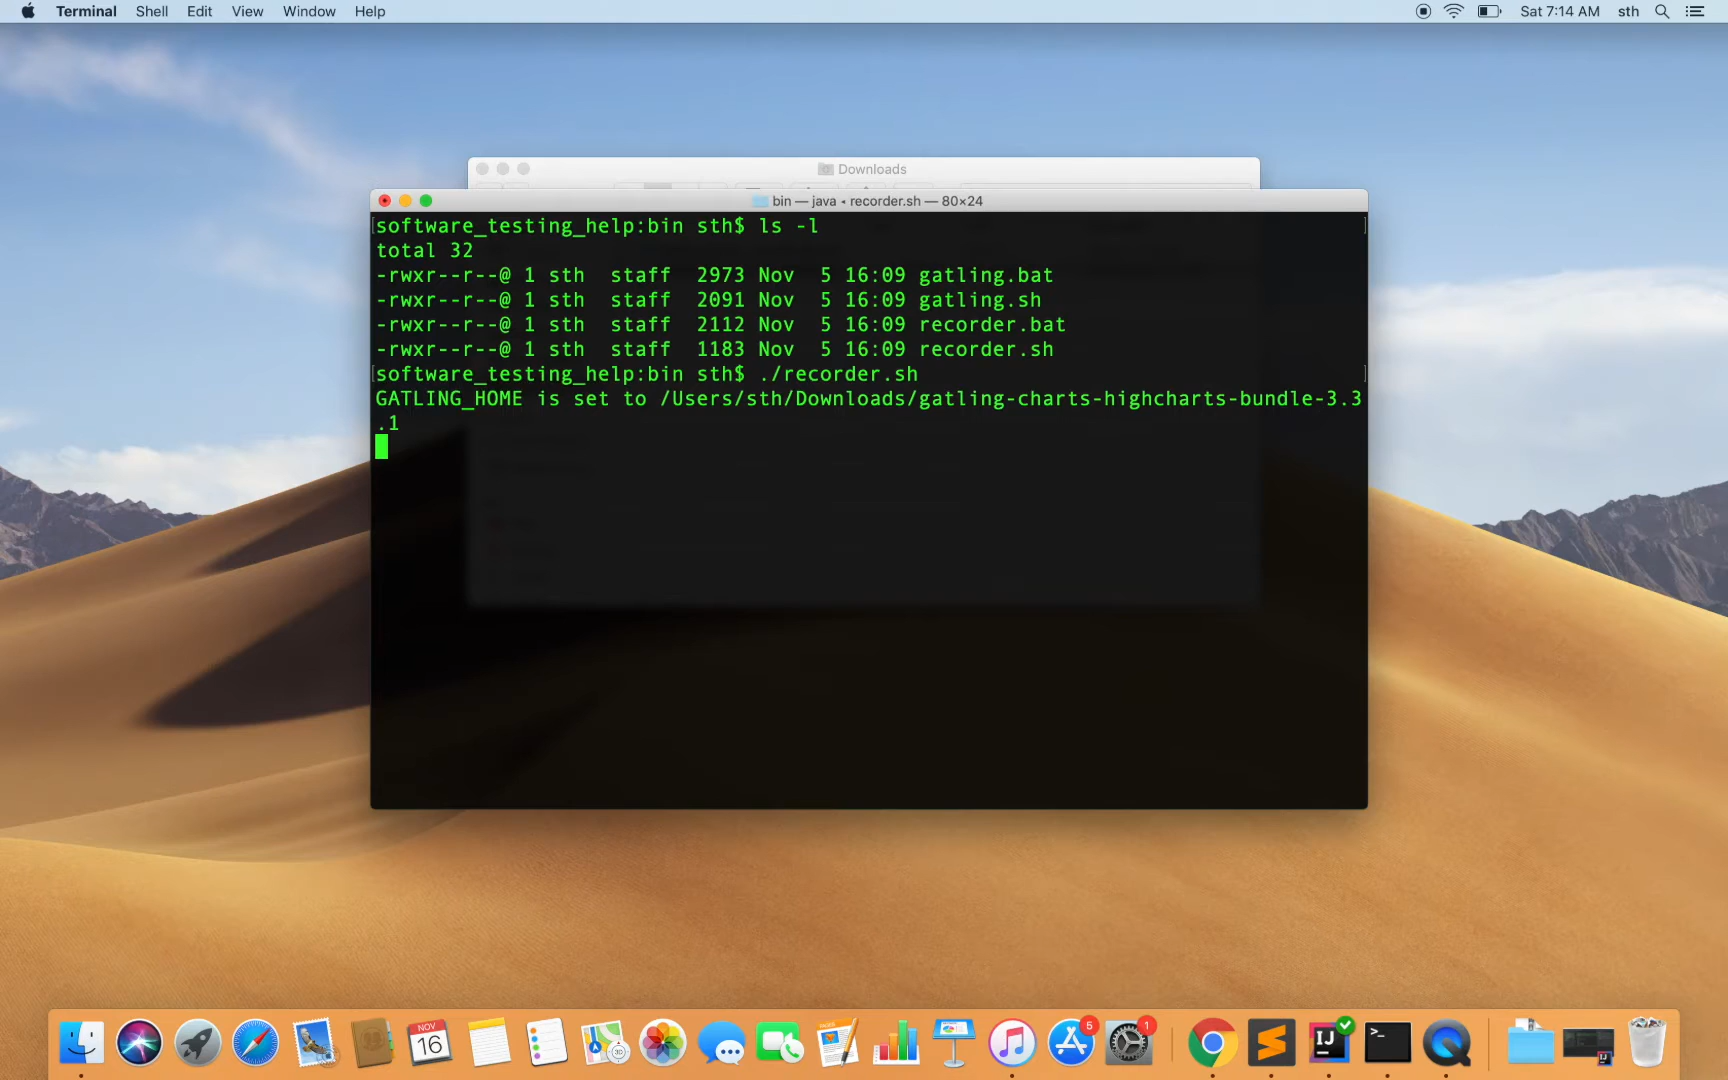 Terminal Shell Edit View Window Help Sat 7:14 AM sth
Downloads
bin — java ◂ recorder.sh — 80×24
software_testing_help:bin sth$ ls -l
total 32
-rwxr--r--@ 1 sth staff 2973 Nov 5 16:09 gatling.bat
-rwxr--r--@ 1 sth staff 2091 Nov 5 16:09 gatling.sh
-rwxr--r--@ 1 sth staff 2112 Nov 5 16:09 recorder.bat
-rwxr--r--@ 1 sth staff 1183 Nov 5 16:09 recorder.sh
software_testing_help:bin sth$ ./recorder.sh
GATLING_HOME is set to /Users/sth/Downloads/gatling-charts-highcharts-bundle-3.3
.1
NOV
16
3D
5
1
IJ
>_